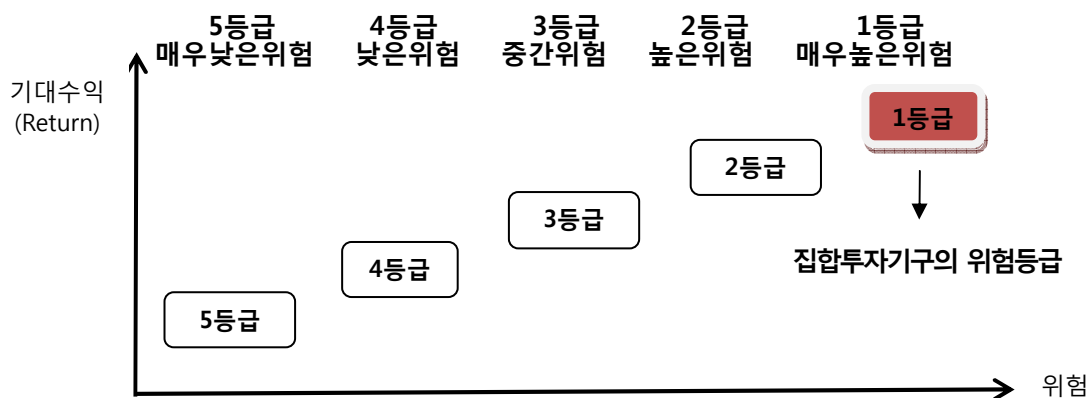 5등급 4등급 3등급 2등급 1등급
매우낮은위험 낮은위험 중간위험 높은위험 매우높은위험
기대수익
(Return)
1등급
2등급
3등급
집합투자기구의 위험등급
4등급
5등급
위험